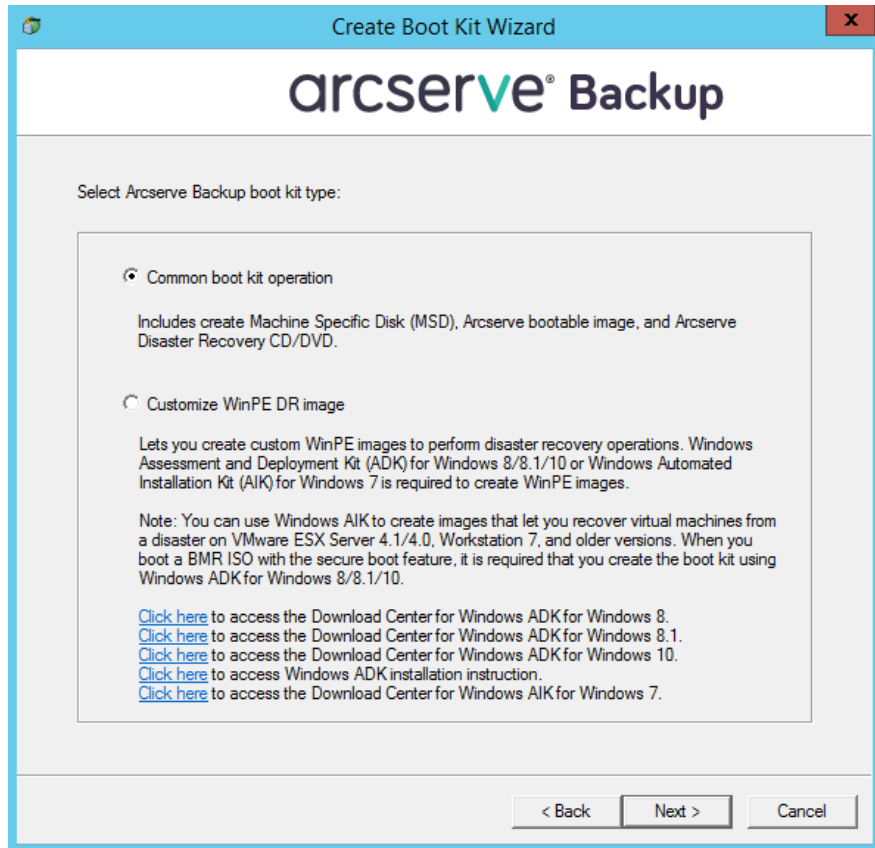 Create Boot Kit Wizard
x
arcserve® Backup
Select Arcserve Backup boot kit type:
Common boot kit operation
Includes create Machine Specific Disk (MSD), Arcserve bootable image, and Arcserve
Disaster Recovery CD/DVD.
Customize WinPE DR image
Lets you create custom WinPE images to perform disaster recovery operations. Windows
Assessment and Deployment Kit (ADK) for Windows 8/8.1/10 or Windows Automated
Installation Kit (AIK) for Windows 7 is required to create WinPE images.
Note: You can use Windows AIK to create images that let you recover virtual machines from
a disaster on VMware ESX Server 4.1/4.0, Workstation 7, and older versions. When you
boot a BMR ISO with the secure boot feature, it is required that you create the boot kit using
Windows ADK for Windows 8/8.1/10.
Click here to access the Download Center for Windows ADK for Windows 8.
Click here to access the Download Center for Windows ADK for Windows 8.1.
Click here to access the Download Center for Windows ADK for Windows 10.
Click here to access Windows ADK installation instruction.
Click here to access the Download Center for Windows AIK for Windows 7.
< Back Next > Cancel